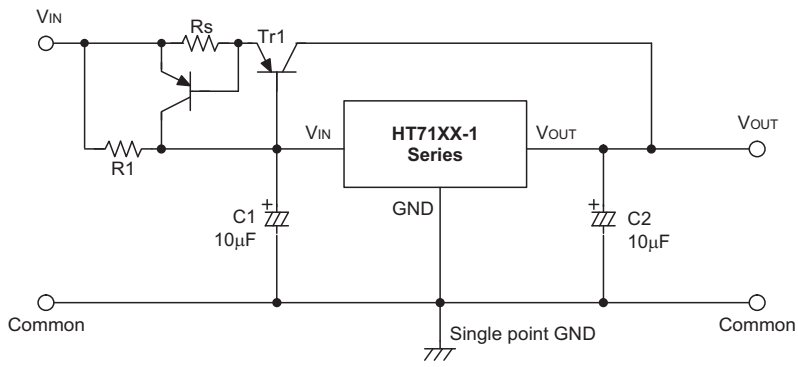 VIN
Rs
Tr1
R1
VIN
HT71XX-1
Series
VOUT
VOUT
GND
C1
10μF
+
C2
10μF
+
Common
Single point GND
Common